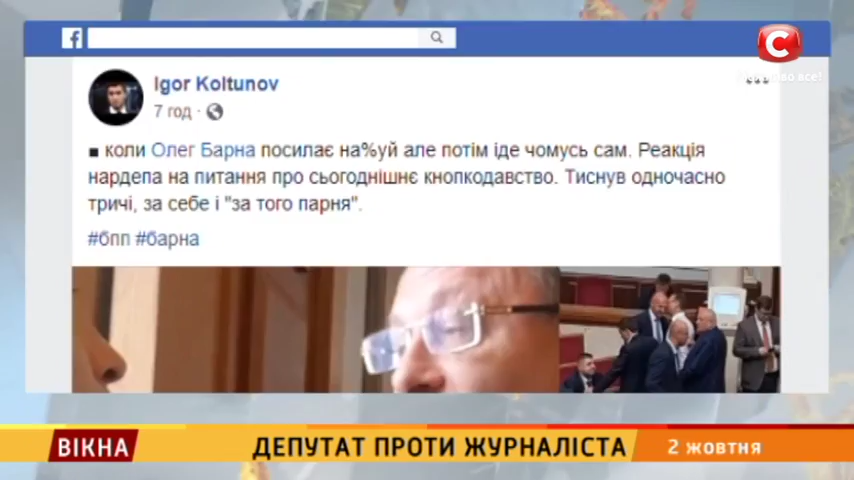 f
С
Igor Koltunov
7 год ·
■ коли Олег Барна посилає на%уй але потім іде чомусь сам. Реакція
нардепа на питання про сьогоднішнє кнопкодавство. Тиснув одночасно
тричі, за себе і "за того парня".
#бпп #барна
ВІКНА
ДЕПУТАТ ПРОТИ ЖУРНАЛІСТА
2 жовтня